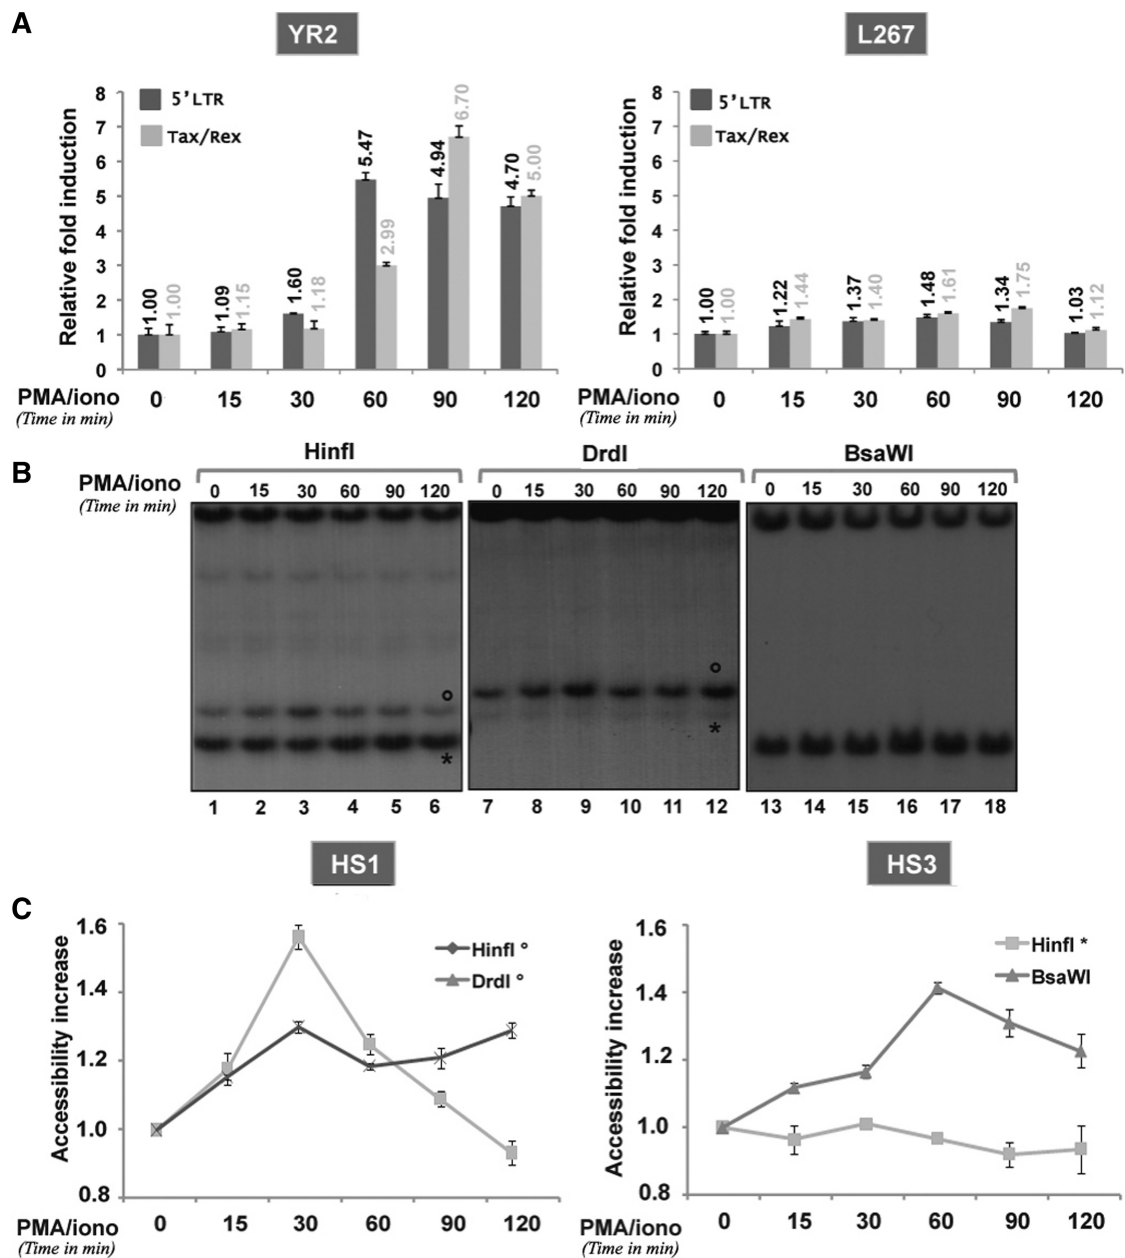 A
YR2
L267
5'LTR
Tax/Rex
Relative fold induction
8
7
6
5
4
3
2
1
0
1.00 1.00 1.09 1.15 1.60 1.18 5.47 2.99 4.94 6.70 4.70 5.00
PMA/iono 0 15 30 60 90 120
(Time in min)
5'LTR
Tax/Rex
Relative fold induction
8
7
6
5
4
3
2
1
0
1.00 1.00 1.22 1.44 1.37 1.40 1.48 1.61 1.34 1.75 1.03 1.12
PMA/iono 0 15 30 60 90 120
(Time in min)
B
HinfI DrdI BsaWI
PMA/iono 0 15 30 60 90 120 0 15 30 60 90 120 0 15 30 60 90 120
(Time in min)
° °
* *
1 2 3 4 5 6 7 8 9 10 11 12 13 14 15 16 17 18
C
HS1
HS3
Accessibility increase
1.6
1.4
1.2
1.0
0.8
HinfI °
DrdI °
PMA/iono 0 15 30 60 90 120
(Time in min)
Accessibility increase
1.6
1.4
1.2
1.0
0.8
HinfI *
BsaWI
PMA/iono 0 15 30 60 90 120
(Time in min)